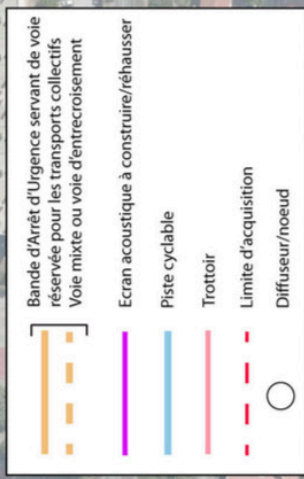 Bande d'Arrêt d'Urgence servant de voie
réservée pour les transports collectifs
Voie mixte ou voie d'entrecroisement
Ecran acoustique à construire/réhausser
Piste cyclable
Trottoir
Limite d'acquisition
Diffuseur/noeud